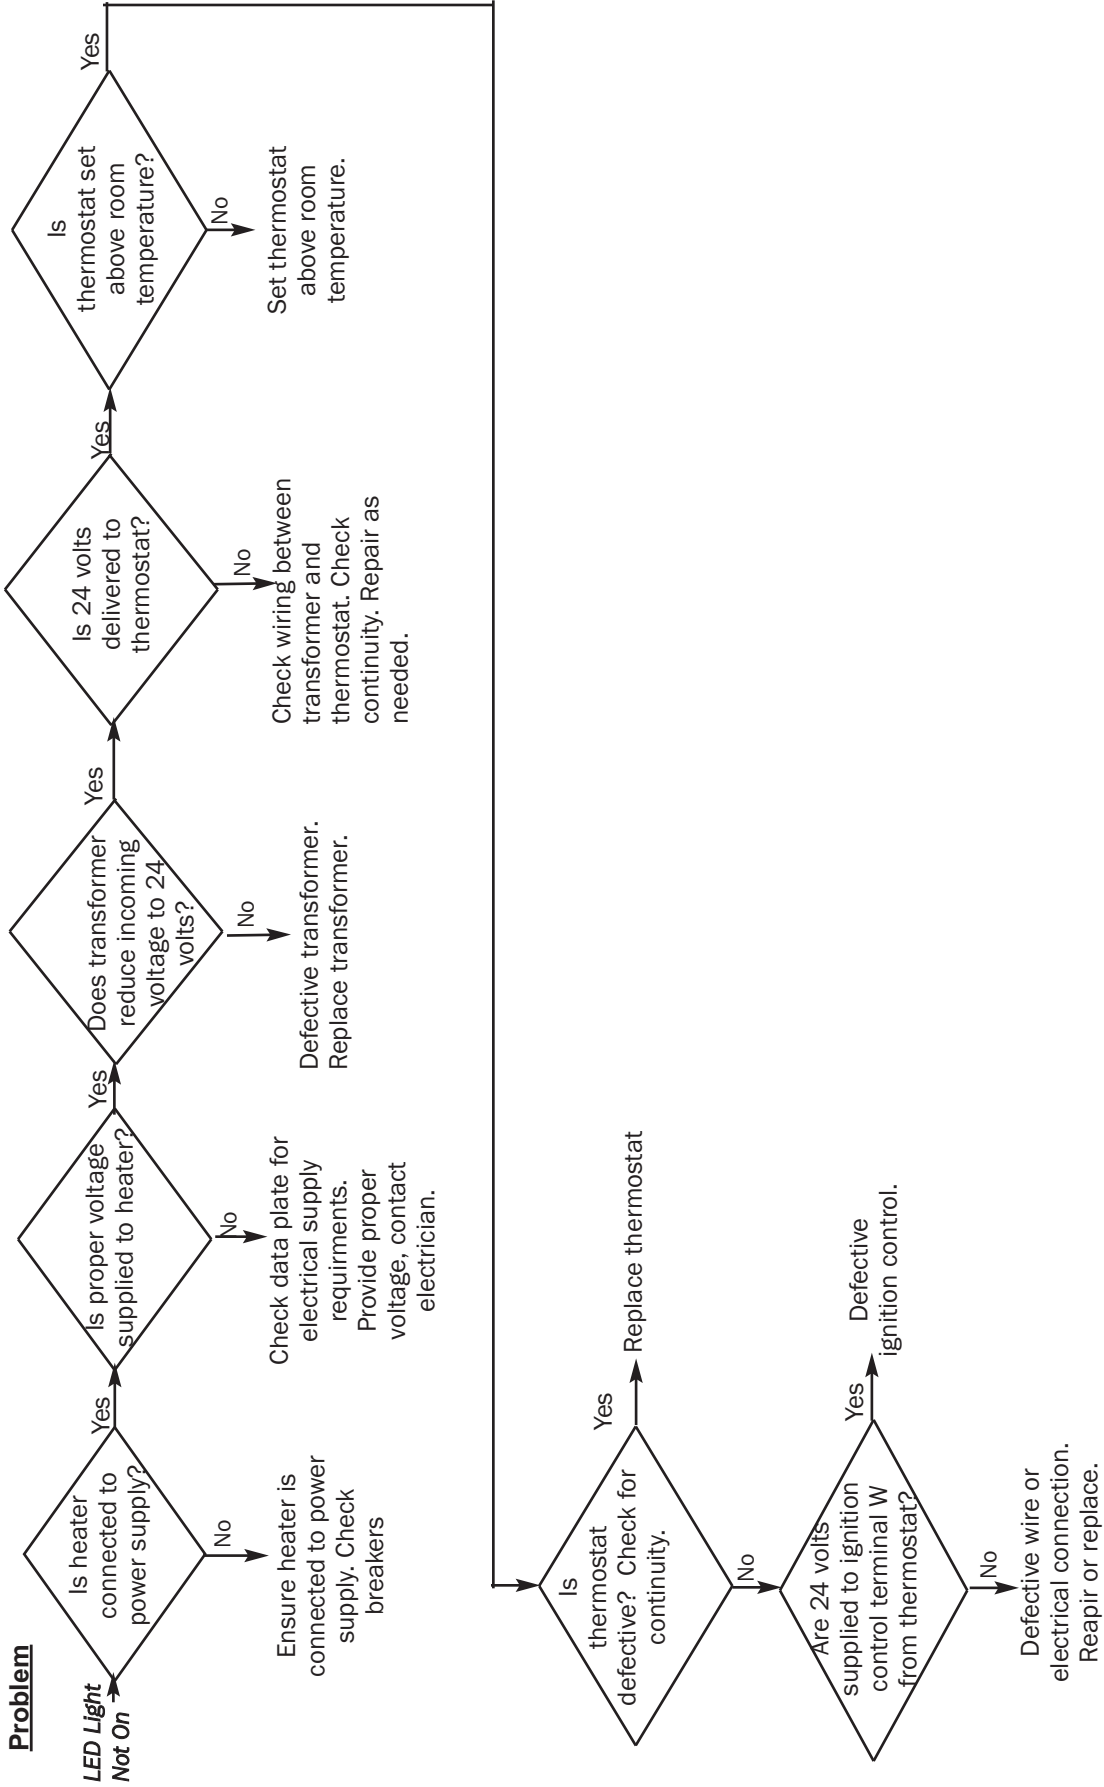 Problem
LED Light
Not On
Is heater
connected to
power supply?
Yes
No
Ensure heater is
connected to power
supply. Check
breakers
Is proper voltage
supplied to heater?
Yes
No
Check data plate for
electrical supply
requirments.
Provide proper
voltage, contact
electrician.
Does transformer
reduce incoming
voltage to 24
volts?
Yes
No
Defective transformer.
Replace transformer.
Is 24 volts
delivered to
thermostat?
Yes
No
Check wiring between
transformer and
thermostat. Check
continuity. Repair as
needed.
Is
thermostat set
above room
temperature?
Yes
No
Set thermostat
above room
temperature.
Is
thermostat
defective? Check for
continuity.
Yes
Replace thermostat
No
Are 24 volts
supplied to ignition
control terminal W
from thermostat?
Yes
Defective
ignition control.
No
Defective wire or
electrical connection.
Reapir or replace.